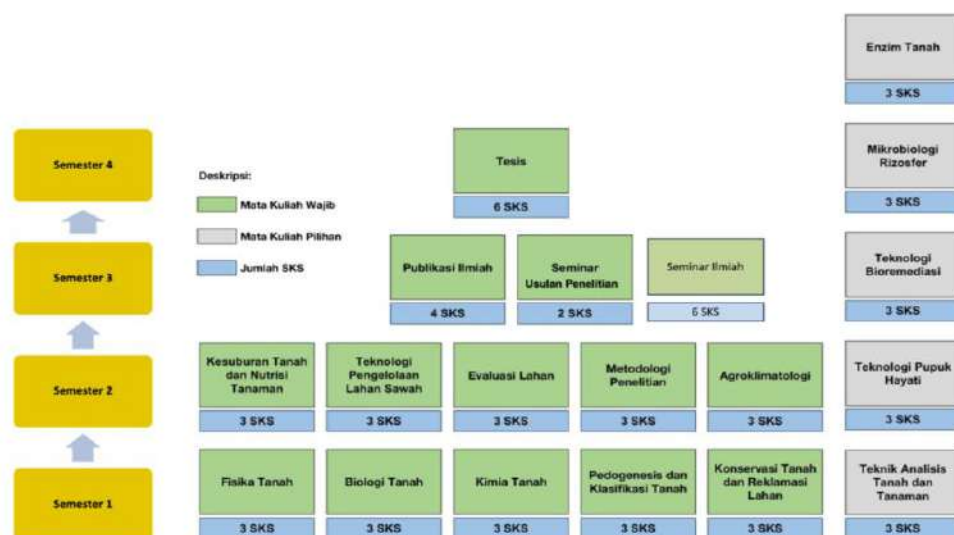 Enzim Tanah
3 SKS
Semester 4
Deskripsi:
Mata Kuliah Wajib
Mata Kuliah Pilihan
Jumlah SKS
Tesis
6 SKS
Mikrobiologi
Rizosfer
3 SKS
Semester 3
Publikasi Ilmiah
4 SKS
Seminar
Usulan Penelitian
2 SKS
Seminar Ilmiah
6 SKS
Teknologi
Bioremediasi
3 SKS
Semester 2
Kesuburan Tanah
dan Nutrisi
Tanaman
3 SKS
Teknologi
Pengelolaan
Lahan Sawah
3 SKS
Evaluasi Lahan
3 SKS
Metodologi
Penelitian
3 SKS
Agroklimatologi
3 SKS
Teknologi Pupuk
Hayati
3 SKS
Semester 1
Fisika Tanah
3 SKS
Biologi Tanah
3 SKS
Kimia Tanah
3 SKS
Pedogenesis dan
Klasifikasi Tanah
3 SKS
Konservasi Tanah
dan Reklamasi
Lahan
3 SKS
Teknik Analisis
Tanah dan
Tanaman
3 SKS